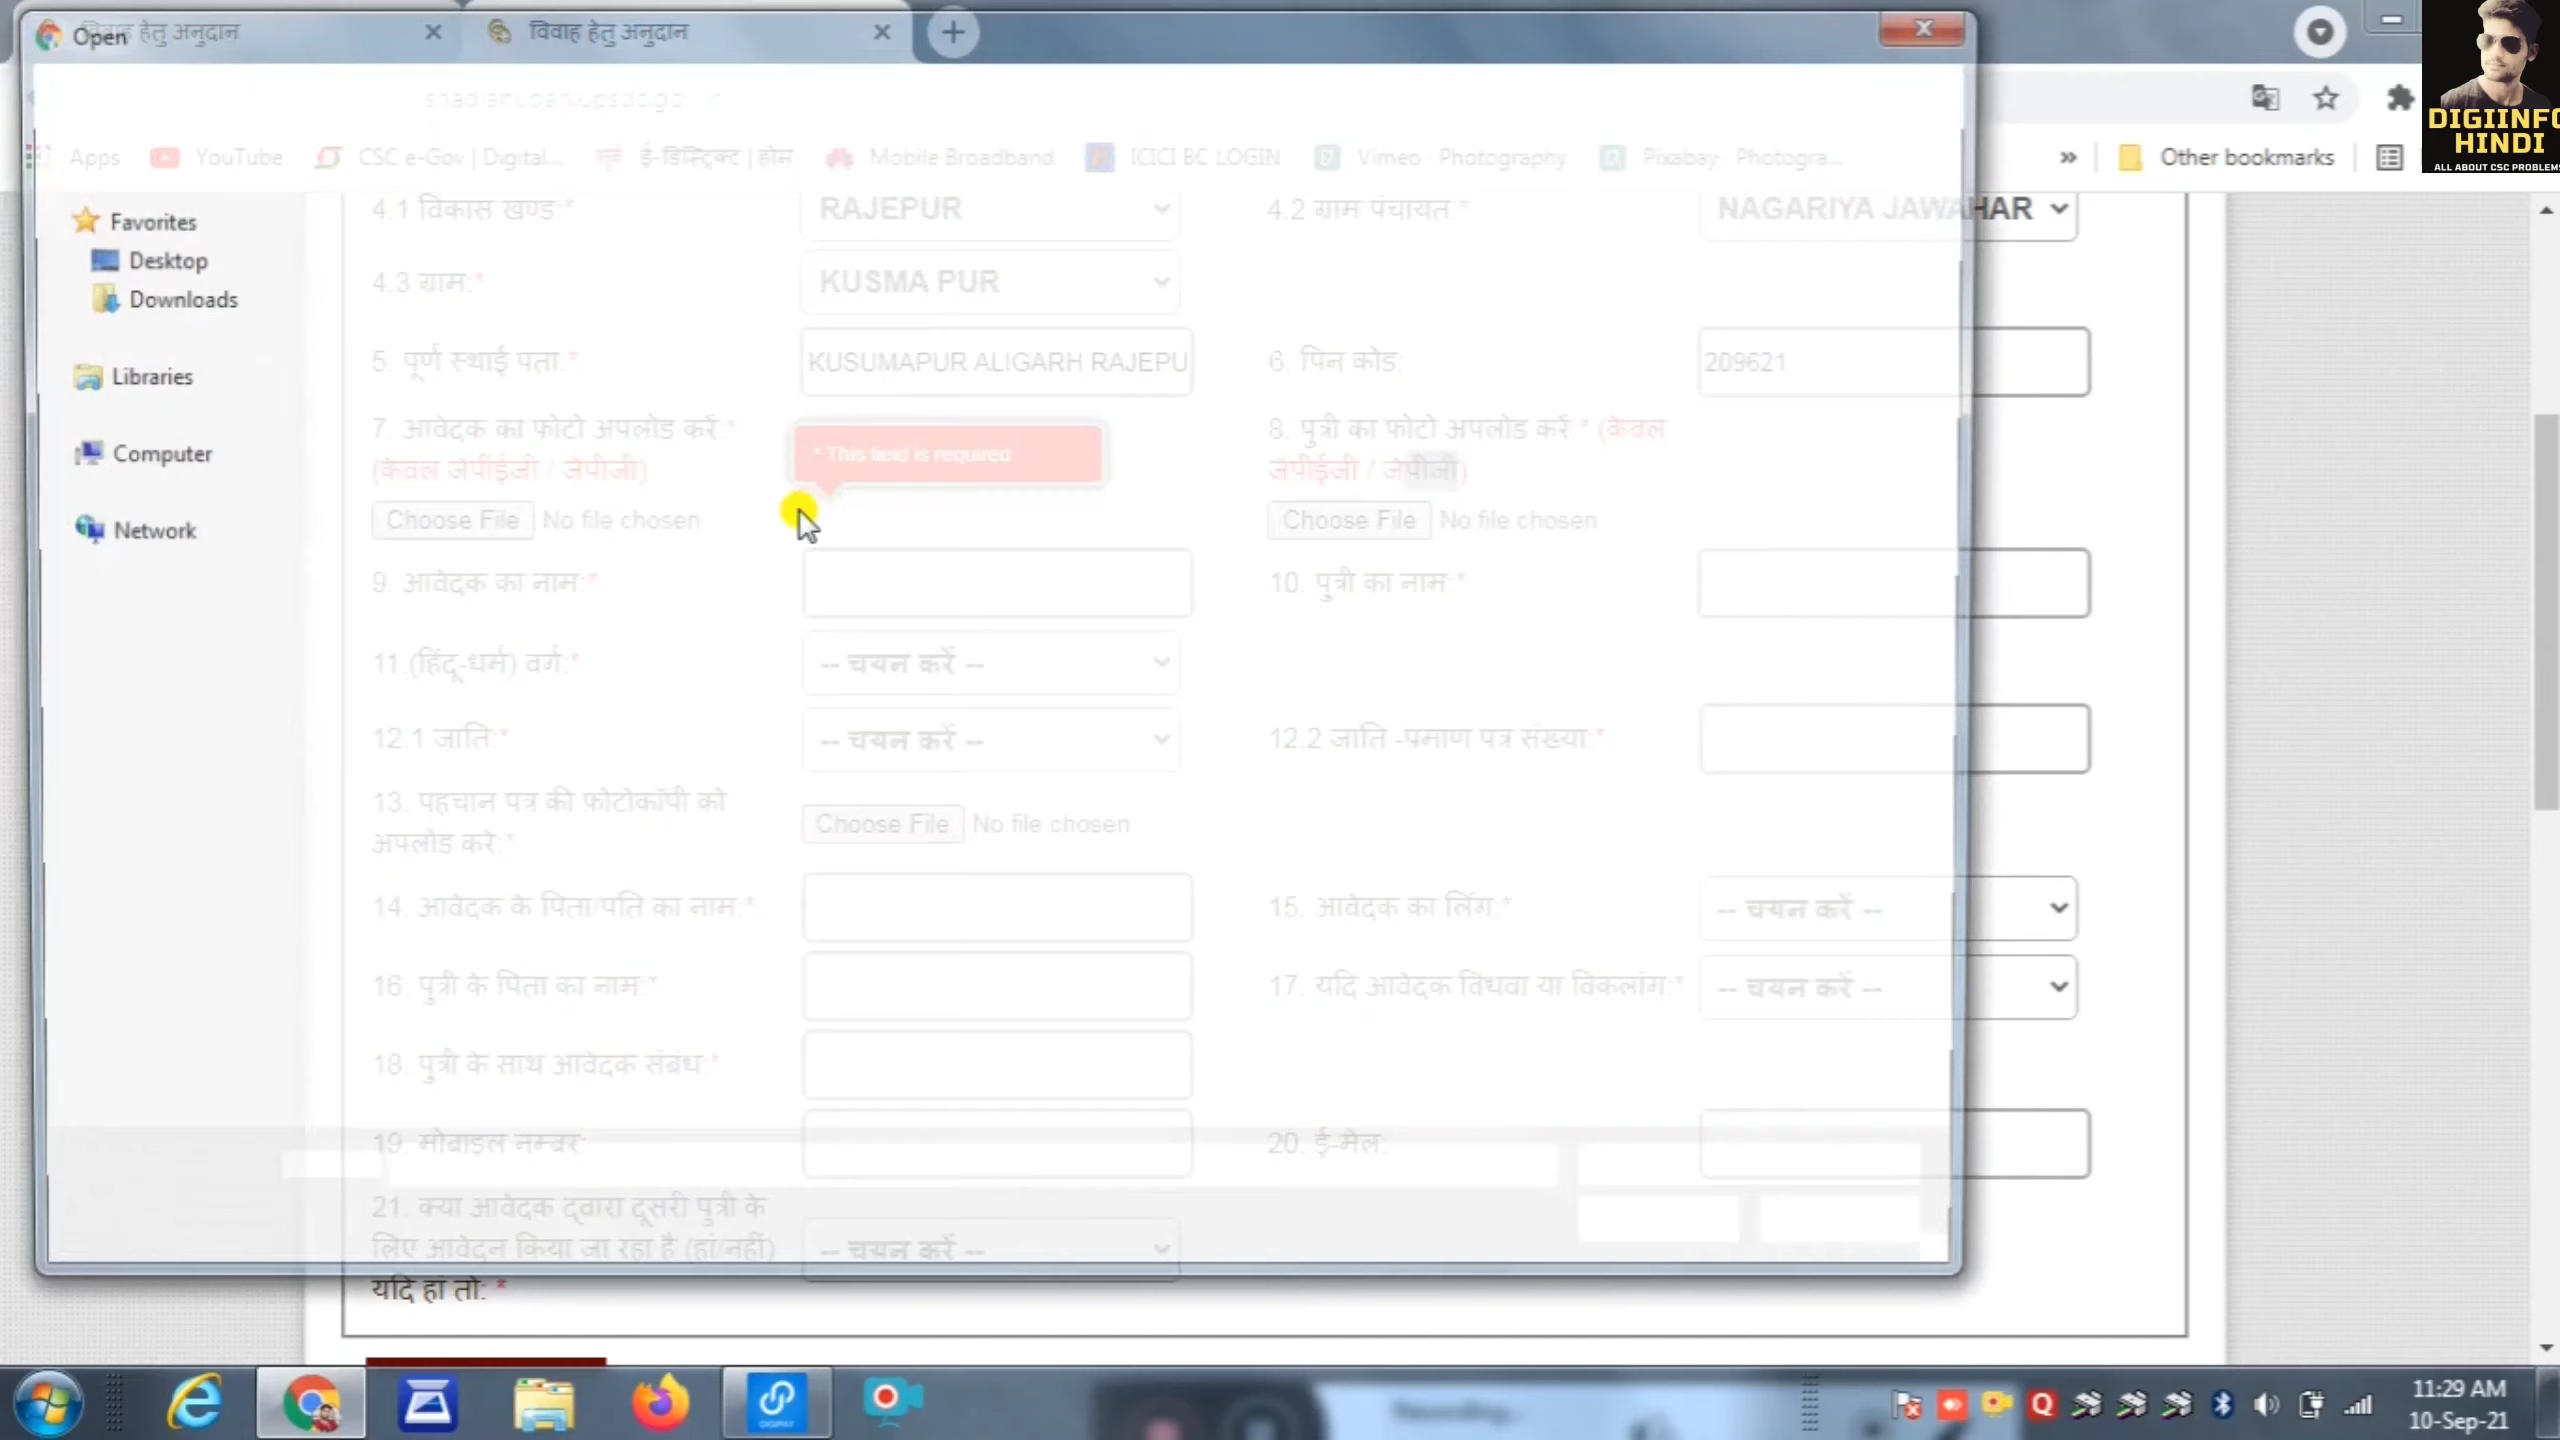 Open
विवाह हेतु अनुदान
विवाह हेतु अनुदान
DIGIINFO
HINDI
ALL ABOUT CSC PROBLEMS
Apps
YouTube
CSC e-Gov | Digital...
ई-डिस्ट्रिक्ट | होम
Mobile Broadband
ICICI BC LOGIN
Vimeo - Photography
Pixabay - Photogra...
»
Other bookmarks
Favorites
Desktop
Downloads
Libraries
Computer
Network
4.1 विकास खण्ड:*
RAJEPUR
4.2 ग्राम पंचायत:*
NAGARIYA JAWAHAR
4.3 ग्राम:*
KUSMA PUR
5. पूर्ण स्थाई पता:*
KUSUMAPUR ALIGARH RAJEPU
6. पिन कोड:
209621
7. आवेदक का फोटो अपलोड करें:*
(केवल जेपीईजी / जेपीजी)
* This field is required
8. पुत्री का फोटो अपलोड करें:* (केवल
जेपीईजी / जेपीजी)
Choose File No file chosen
Choose File No file chosen
9. आवेदक का नाम:*
10. पुत्री का नाम:*
11.(हिंदू-धर्म) वर्ग:*
-- चयन करें --
12.1 जाति:*
-- चयन करें --
12.2 जाति -प्रमाण पत्र संख्या:*
13. पहचान पत्र की फ़ोटोकॉपी को
अपलोड करे:*
Choose File No file chosen
14. आवेदक के पिता/पति का नाम:*
15. आवेदक का लिंग:*
-- चयन करें --
16. पुत्री के पिता का नाम:*
17. यदि आवेदक विधवा या विकलांग:*
-- चयन करें --
18. पुत्री के साथ आवेदक संबंध:*
19. मोबाइल नम्बर:
20. ई-मेल:
21. क्या आवेदक द्वारा दूसरी पुत्री के
लिए आवेदन किया जा रहा है (हां/नहीं)
यदि हां तो: *
-- चयन करें --
DIGIPAY
Recording...
11:29 AM
10-Sep-21